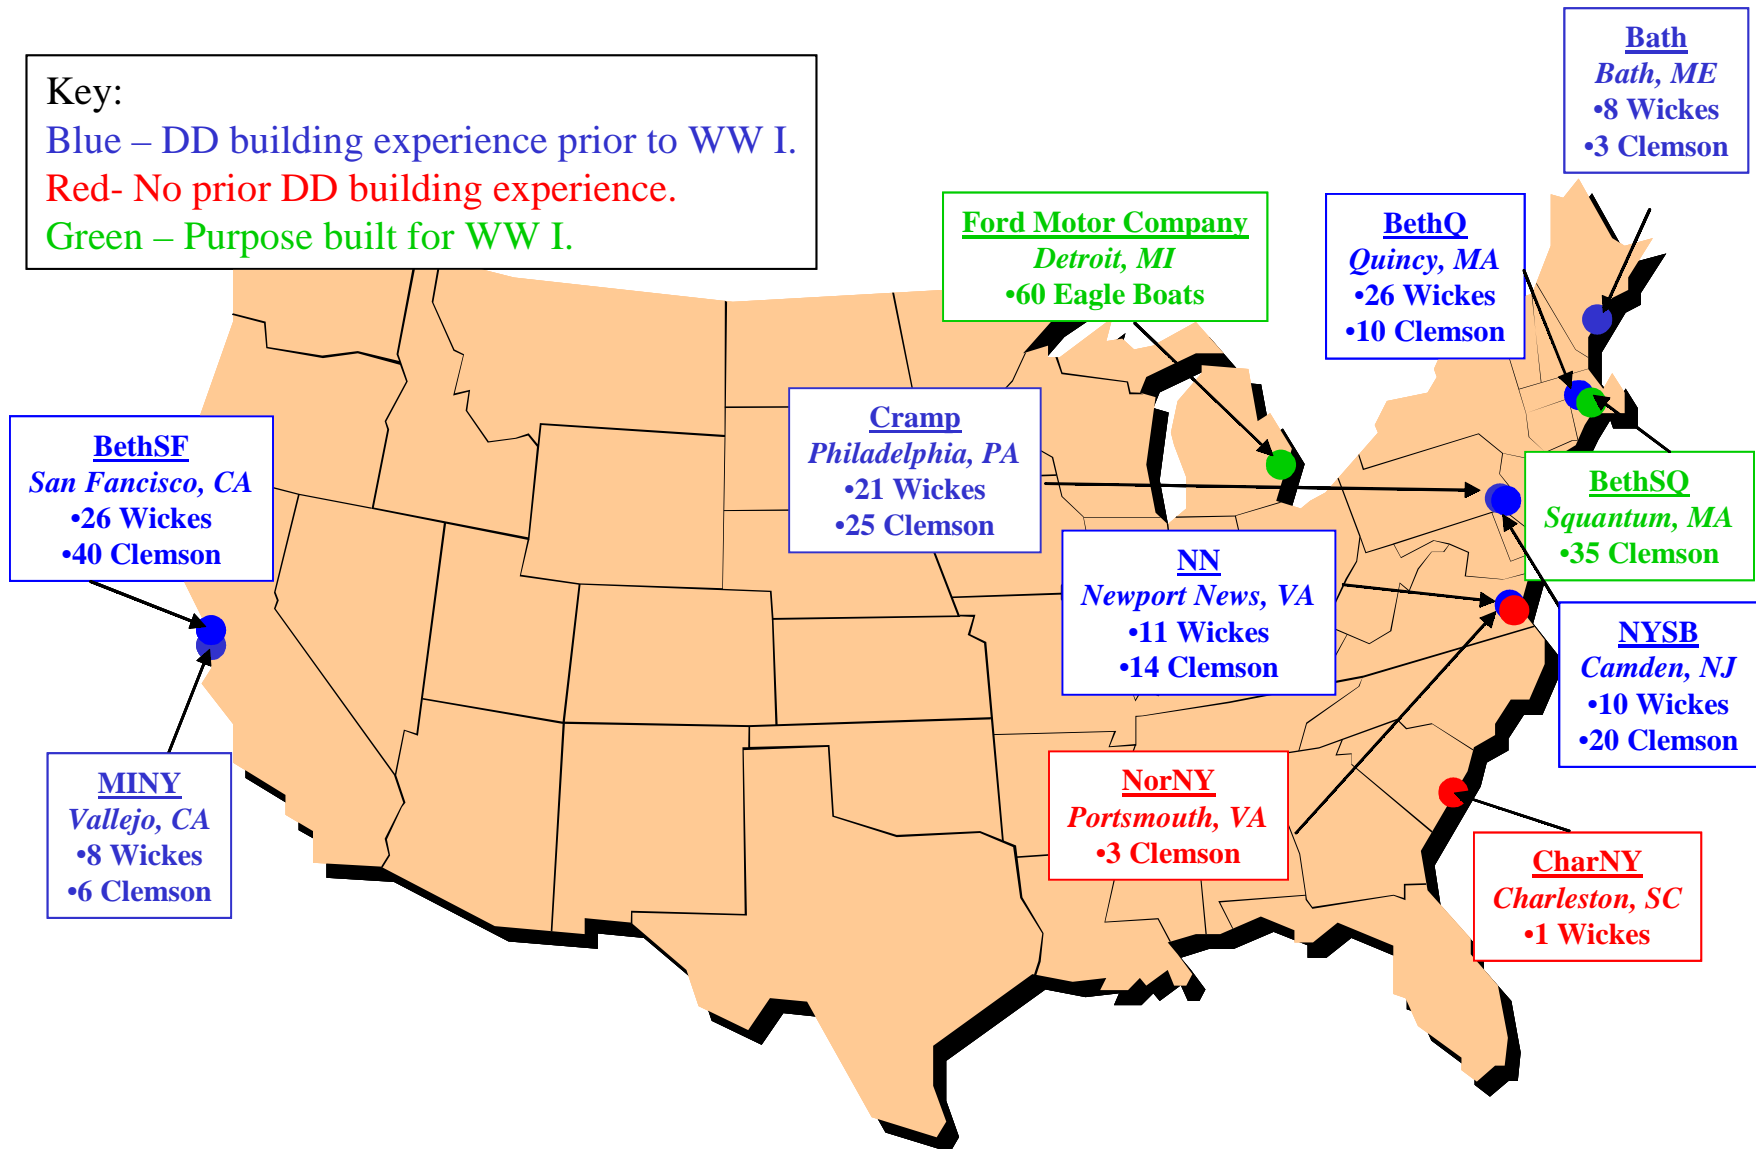 Key:
Blue – DD building experience prior to WW I.
Red- No prior DD building experience.
Green – Purpose built for WW I.
Bath
Bath, ME
•8 Wickes
•3 Clemson
Ford Motor Company
Detroit, MI
•60 Eagle Boats
BethQ
Quincy, MA
•26 Wickes
•10 Clemson
Cramp
Philadelphia, PA
•21 Wickes
•25 Clemson
BethSF
San Fancisco, CA
•26 Wickes
•40 Clemson
BethSQ
Squantum, MA
•35 Clemson
NN
Newport News, VA
•11 Wickes
•14 Clemson
NYSB
Camden, NJ
•10 Wickes
•20 Clemson
MINY
Vallejo, CA
•8 Wickes
•6 Clemson
NorNY
Portsmouth, VA
•3 Clemson
CharNY
Charleston, SC
•1 Wickes